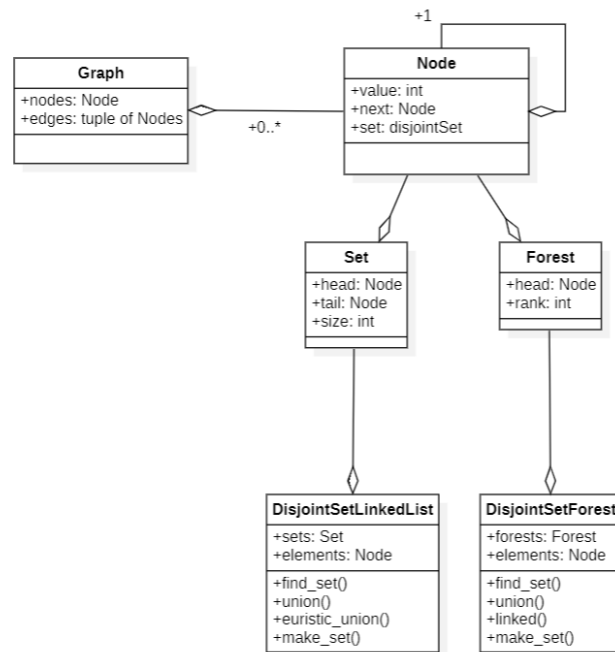 +1
Graph
+nodes: Node
+edges: tuple of Nodes
+0..*
Node
+value: int
+next: Node
+set: disjointSet
Set
+head: Node
+tail: Node
+size: int
Forest
+head: Node
+rank: int
DisjointSetLinkedList
+sets: Set
+elements: Node
+find_set()
+union()
+euristic_union()
+make_set()
DisjointSetForest
+forests: Forest
+elements: Node
+find_set()
+union()
+linked()
+make_set()